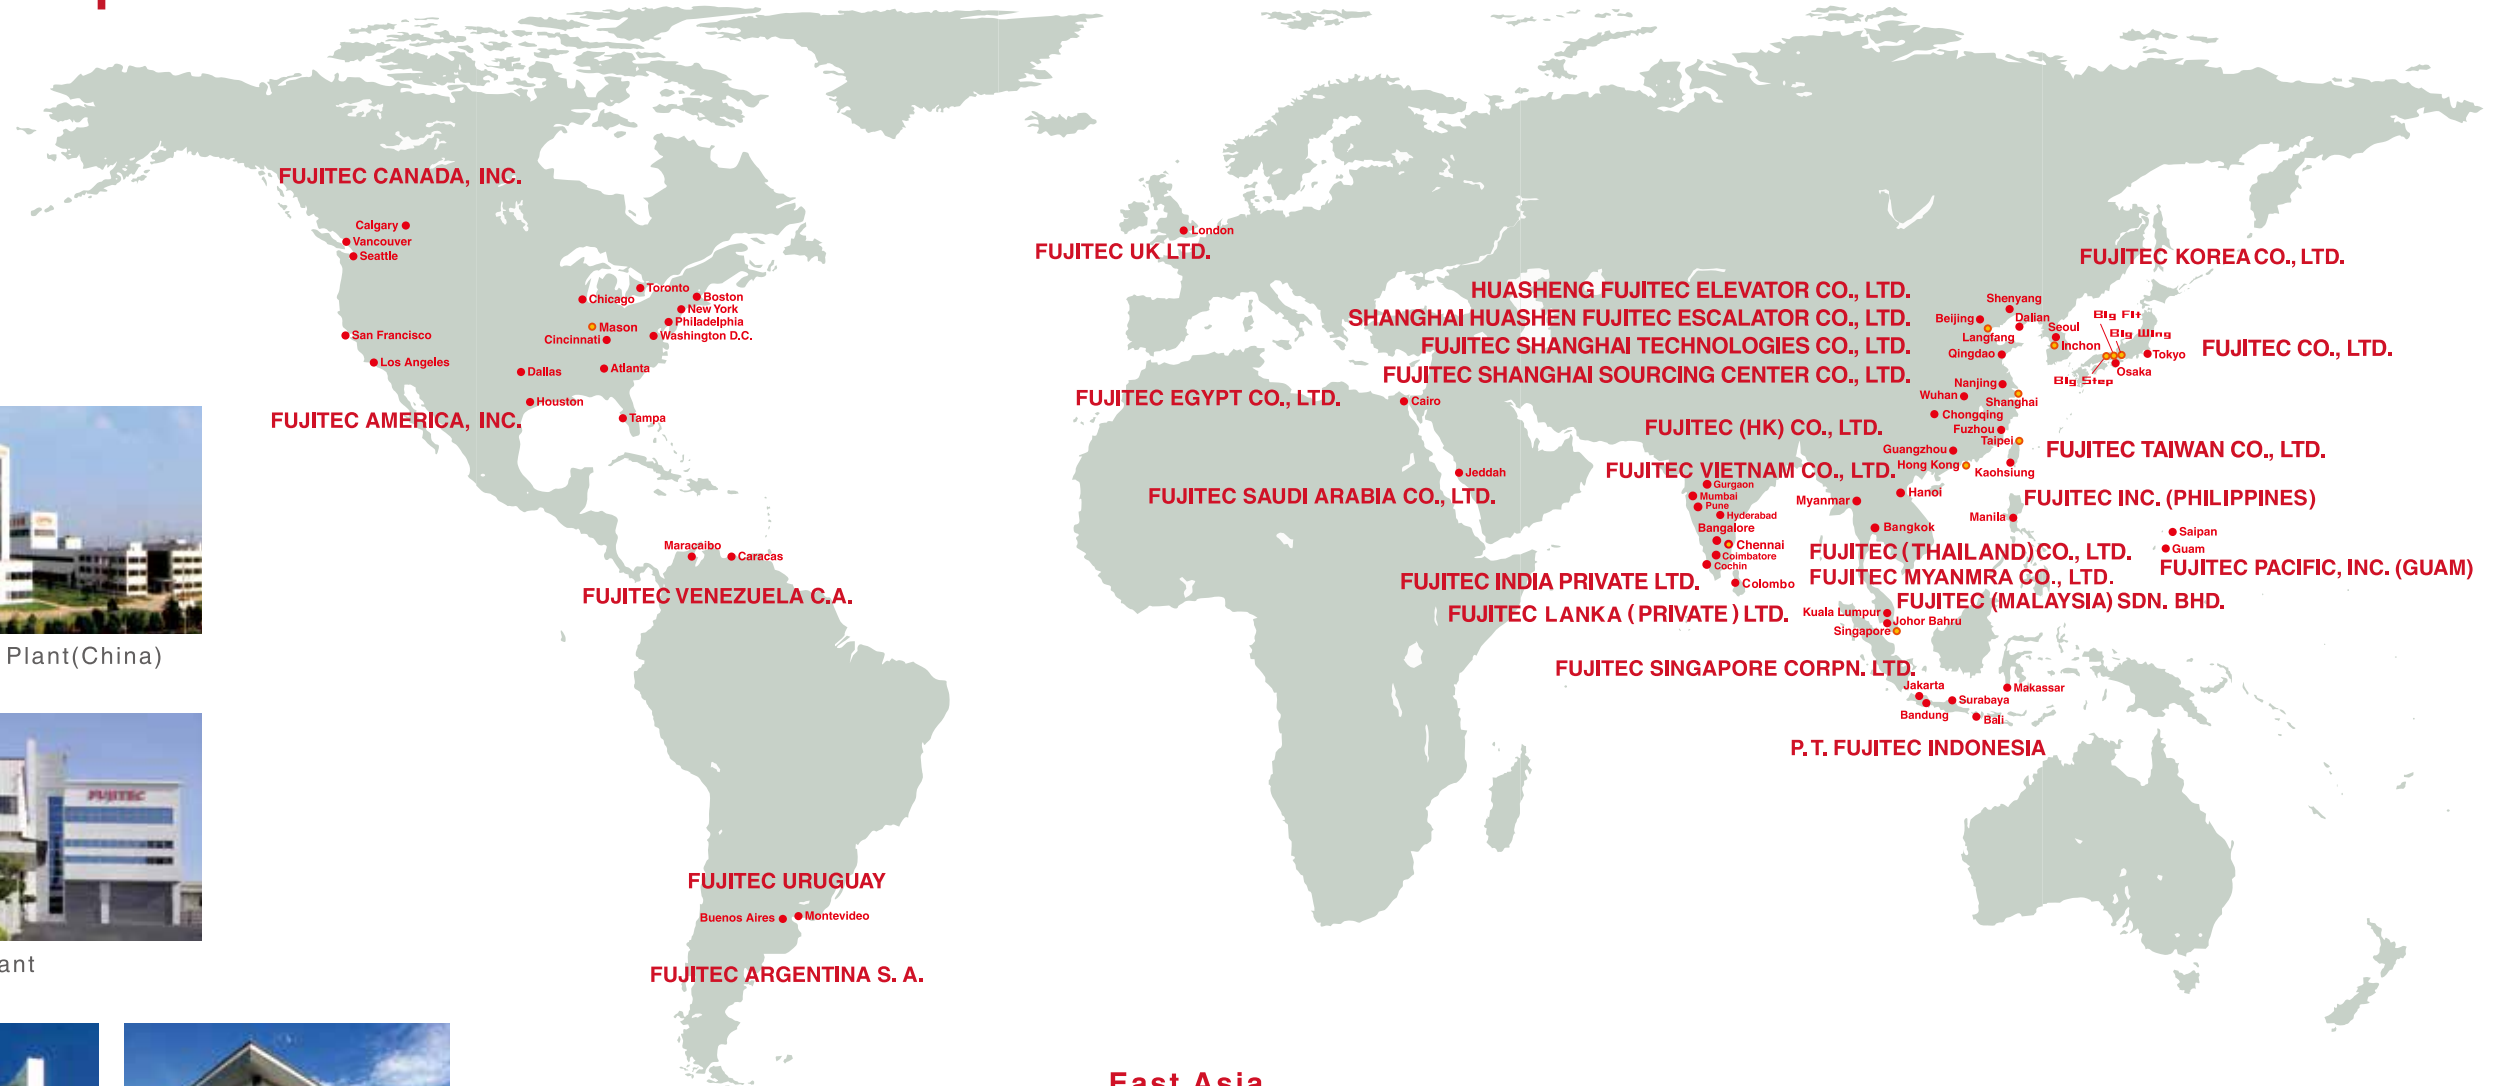 FUJITEC CANADA, INC.
Calgary
Vancouver
Seattle
Toronto
Chicago
Boston
New York
Philadelphia
Mason
Cincinnati
Washington D.C.
San Francisco
Los Angeles
Dallas
Atlanta
Houston
Tampa
FUJITEC AMERICA, INC.
Maracaibo
Caracas
FUJITEC VENEZUELA C.A.
FUJITEC URUGUAY
Buenos Aires
Montevideo
FUJITEC ARGENTINA S. A.
London
FUJITEC UK LTD.
FUJITEC EGYPT CO., LTD.
Cairo
Jeddah
FUJITEC SAUDI ARABIA CO., LTD.
HUASHENG FUJITEC ELEVATOR CO., LTD.
SHANGHAI HUASHEN FUJITEC ESCALATOR CO., LTD.
FUJITEC SHANGHAI TECHNOLOGIES CO., LTD.
FUJITEC SHANGHAI SOURCING CENTER CO., LTD.
FUJITEC (HK) CO., LTD.
FUJITEC VIETNAM CO., LTD.
FUJITEC KOREA CO., LTD.
Shenyang
Beijing
Dalian
Langfang
Seoul
Inchon
Qingdao
Big Fit
Big Wing
Big Step
Tokyo
Osaka
FUJITEC CO., LTD.
Nanjing
Wuhan
Shanghai
Chongqing
Fuzhou
Taipei
Guangzhou
Hong Kong
Kaohsiung
FUJITEC TAIWAN CO., LTD.
Gurgaon
Mumbai
Pune
Hyderabad
Bangalore
Chennai
Coimbatore
Cochin
Colombo
FUJITEC INDIA PRIVATE LTD.
FUJITEC LANKA (PRIVATE) LTD.
Myanmar
Hanoi
Manila
FUJITEC INC. (PHILIPPINES)
Bangkok
Saipan
Guam
FUJITEC (THAILAND) CO., LTD.
FUJITEC PACIFIC, INC. (GUAM)
FUJITEC MYANMRA CO., LTD.
FUJITEC (MALAYSIA) SDN. BHD.
Kuala Lumpur
Johor Bahru
Singapore
FUJITEC SINGAPORE CORPN. LTD.
Jakarta
Makassar
Surabaya
Bandung
Bali
P.T. FUJITEC INDONESIA
Plant(China)
FUJITEC
ant
East Asia